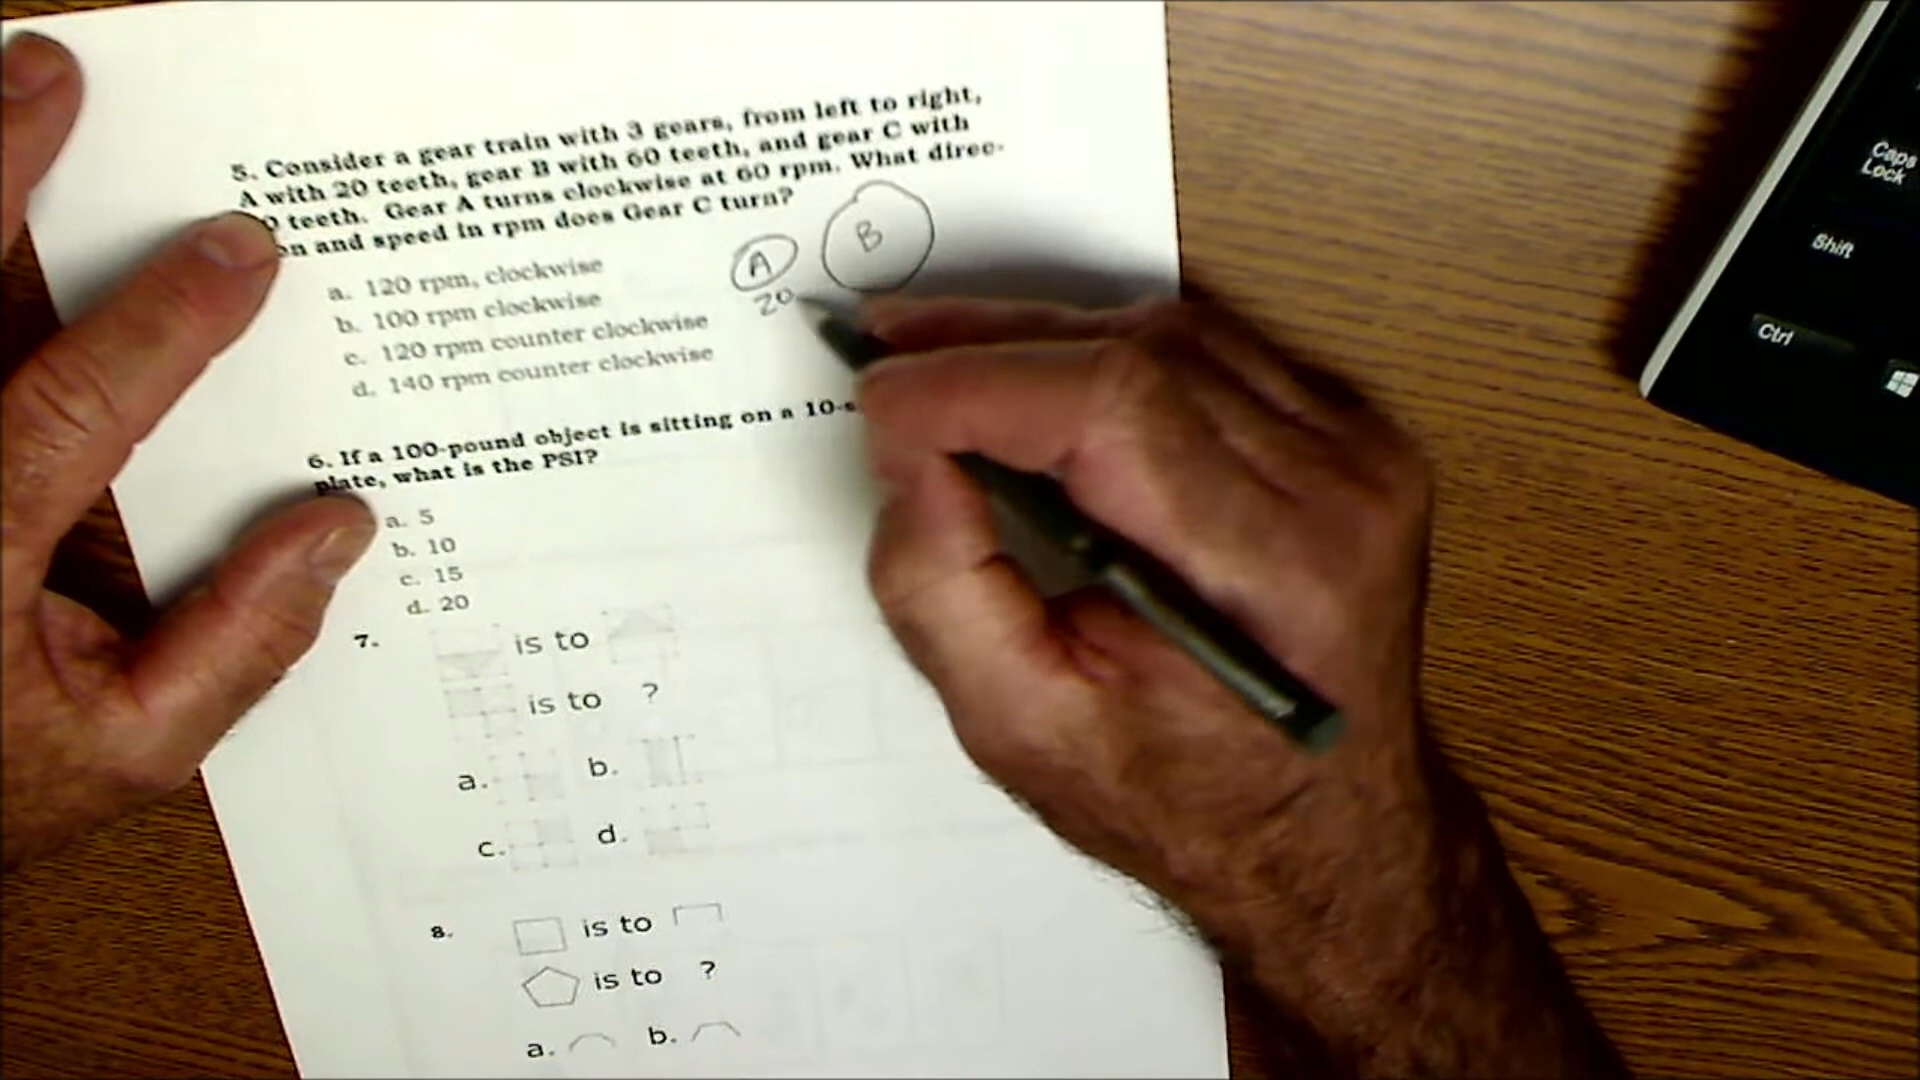 5. Consider a gear train with 3 gears, from left to right,
A with 20 teeth, gear B with 60 teeth, and gear C with
0 teeth. Gear A turns clockwise at 60 rpm. What direc-
on and speed in rpm does Gear C turn?
a. 120 rpm, clockwise
b. 100 rpm clockwise
c. 120 rpm counter clockwise
d. 140 rpm counter clockwise
A
20
B
6. If a 100-pound object is sitting on a 10-s
plate, what is the PSI?
a. 5
b. 10
c. 15
d. 20
7. is to
is to ?
a. b.
c. d.
8. is to
is to ?
a. b.
Caps
Lock
Shift
Ctrl